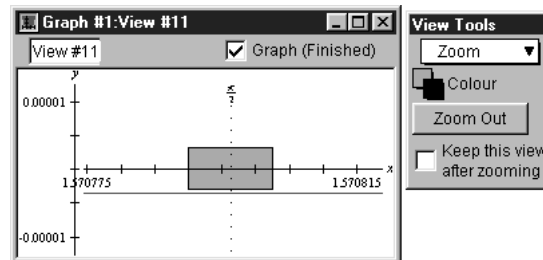 Graph #1:View #11
View #11
Graph (Finished)
y
0.00001
π
2
x
1.570775
1.570815
-0.00001
View Tools
Zoom
Colour
Zoom Out
Keep this view
after zooming